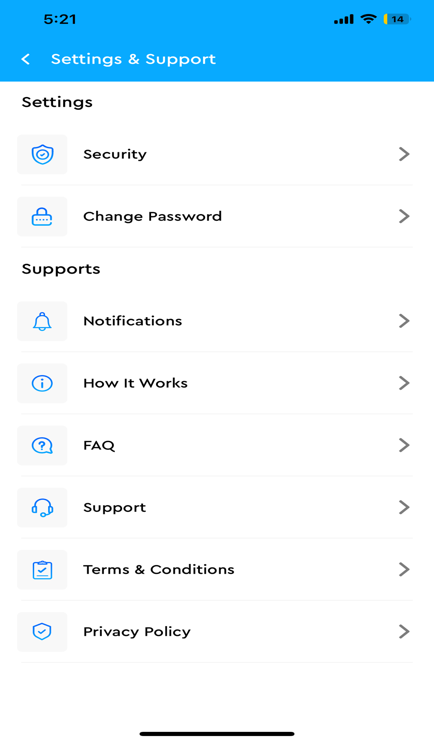 5:21
14
Settings & Support
Settings
Security
Change Password
Supports
Notifications
How It Works
FAQ
Support
Terms & Conditions
Privacy Policy